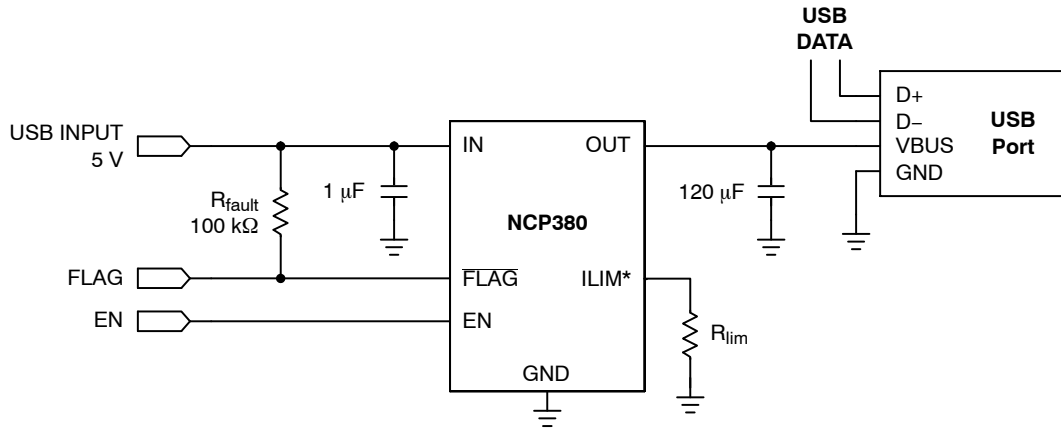 USB
DATA
D+
D−
VBUS
GND
USB
Port
USB INPUT
5 V
IN
OUT
Rfault
100 kΩ
1 μF
120 μF
NCP380
FLAG
FLAG
ILIM*
EN
EN
Rlim
GND